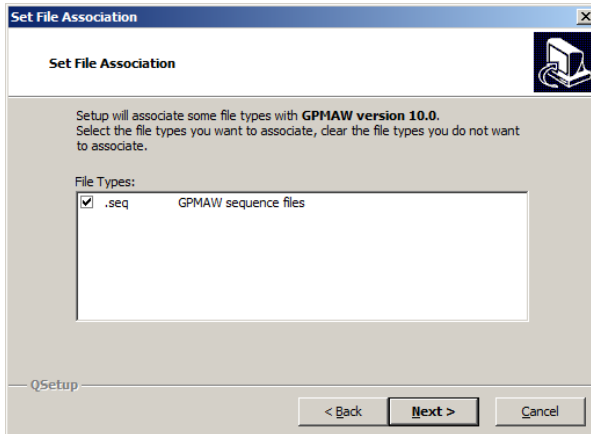 Set File Association
Set File Association
Setup will associate some file types with GPMAW version 10.0.
Select the file types you want to associate, clear the file types you do not want
to associate.
File Types:
.seq GPMAW sequence files
QSetup
< Back Next > Cancel